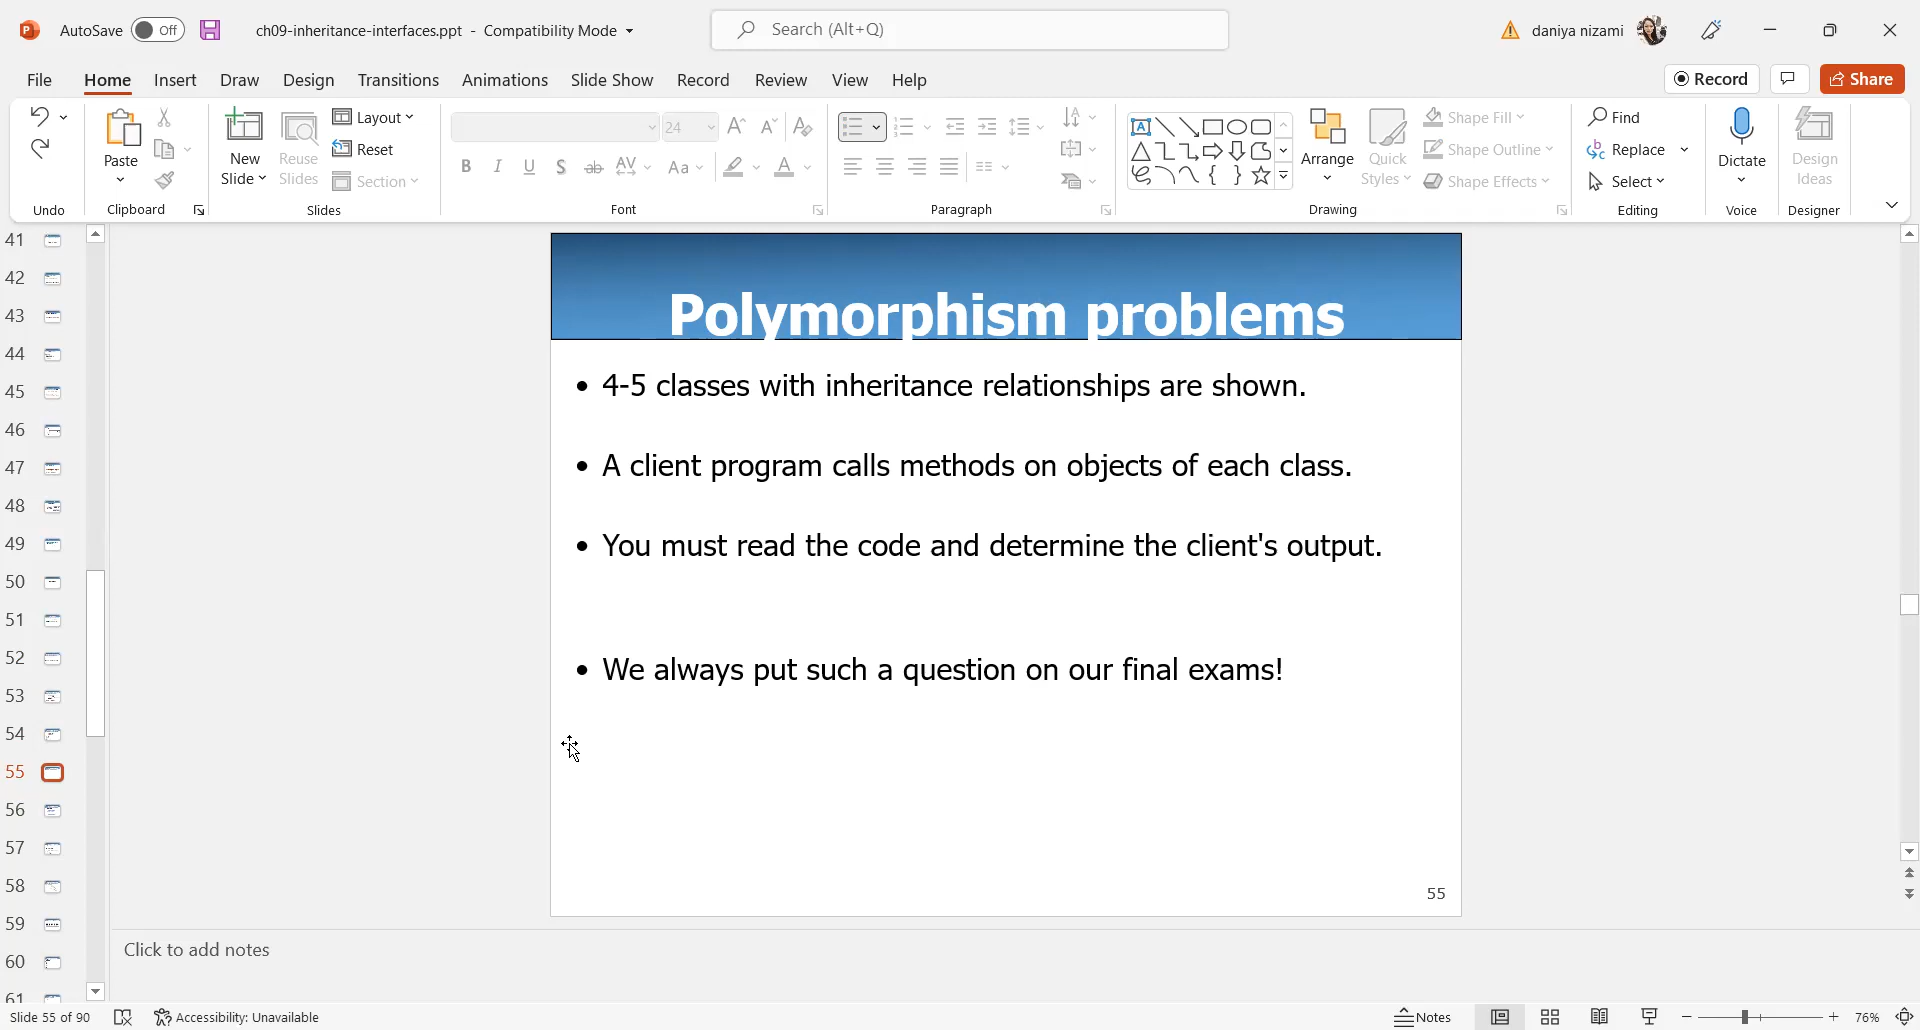 AutoSave Off ch09-inheritance-interfaces.ppt - Compatibility Mode Search (Alt+Q) daniya nizami
File Home Insert Draw Design Transitions Animations Slide Show Record Review View Help Record Share
Paste
New Slide
Reuse Slides
Layout
Reset
Section
24
B I U S ab AV Aa A
Arrange
Quick Styles
Shape Fill
Shape Outline
Shape Effects
Find
Replace
Select
Dictate
Design Ideas
Undo Clipboard Slides Font Paragraph Drawing Editing Voice Designer
41
42
43
44
45
46
47
48
49
50
51
52
53
54
55
56
57
58
59
60
61
Polymorphism problems
• 4-5 classes with inheritance relationships are shown.
• A client program calls methods on objects of each class.
• You must read the code and determine the client's output.
• We always put such a question on our final exams!
55
Click to add notes
Slide 55 of 90 Accessibility: Unavailable Notes 76%